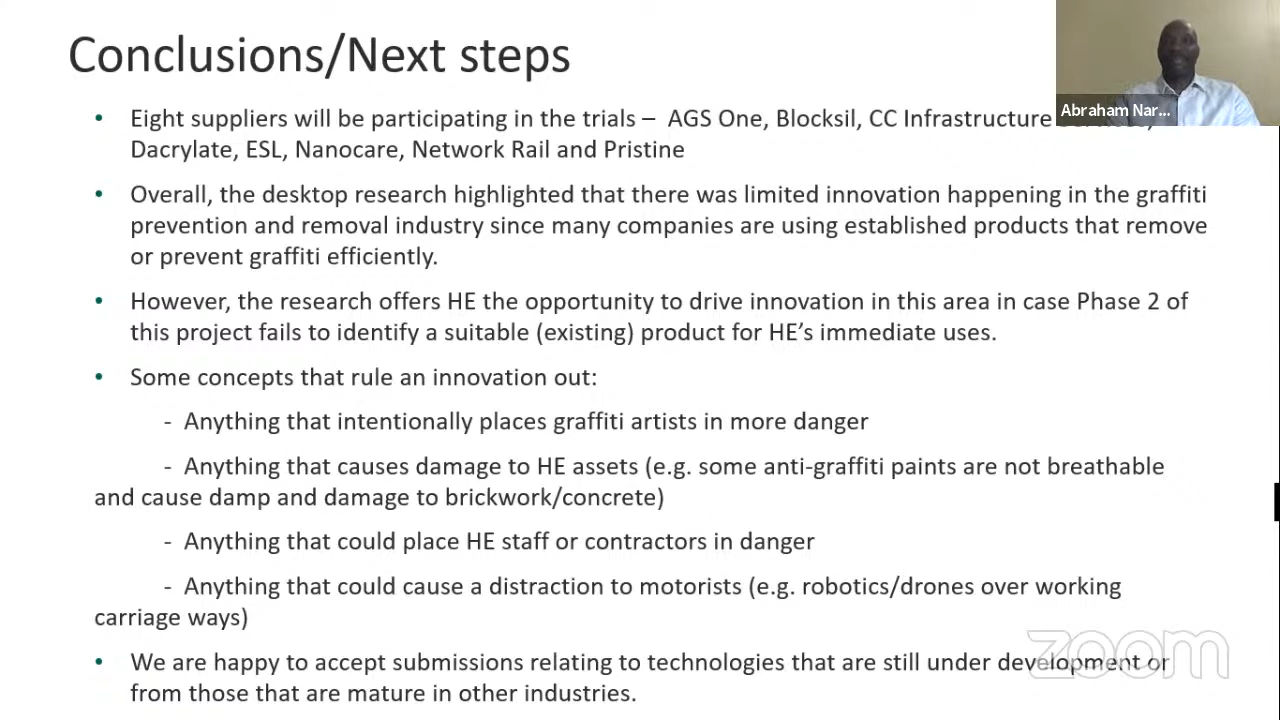 Conclusions/Next steps
Abraham Nar...
• Eight suppliers will be participating in the trials – AGS One, Blocksil, CC Infrastructure
Dacrylate, ESL, Nanocare, Network Rail and Pristine
• Overall, the desktop research highlighted that there was limited innovation happening in the graffiti
prevention and removal industry since many companies are using established products that remove
or prevent graffiti efficiently.
• However, the research offers HE the opportunity to drive innovation in this area in case Phase 2 of
this project fails to identify a suitable (existing) product for HE’s immediate uses.
• Some concepts that rule an innovation out:
- Anything that intentionally places graffiti artists in more danger
- Anything that causes damage to HE assets (e.g. some anti-graffiti paints are not breathable
and cause damp and damage to brickwork/concrete)
- Anything that could place HE staff or contractors in danger
- Anything that could cause a distraction to motorists (e.g. robotics/drones over working
carriage ways)
• We are happy to accept submissions relating to technologies that are still under development or
from those that are mature in other industries.
zoom